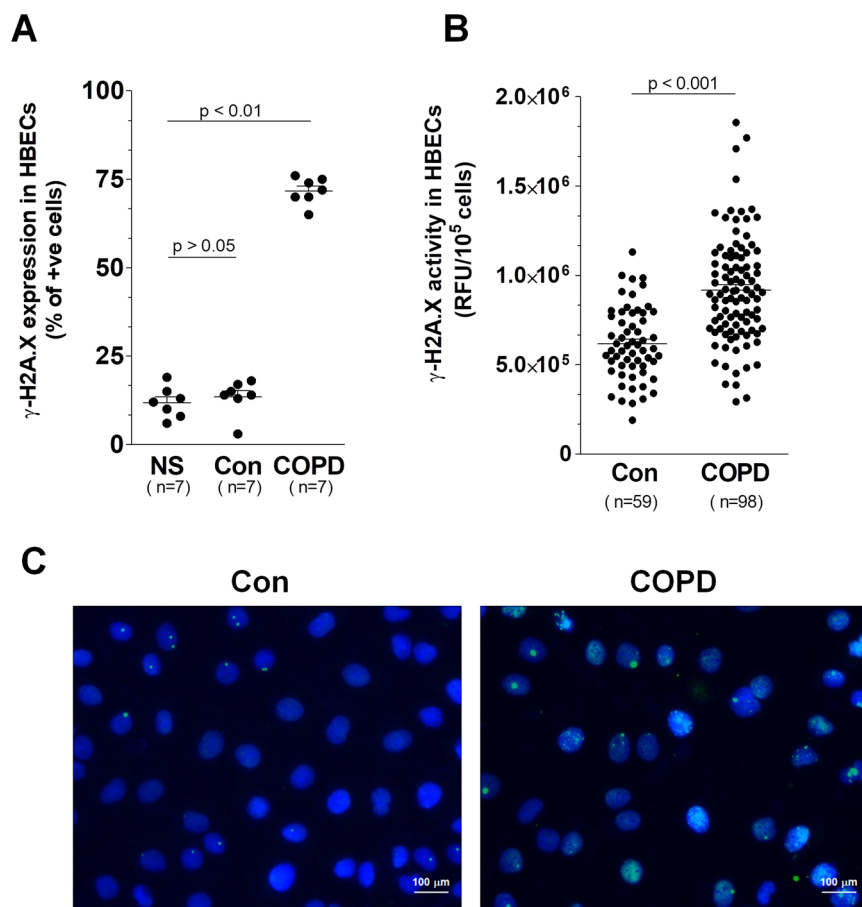 A
γ-H2A.X expression in HBECs
(% of +ve cells)
100
75
50
25
0
p < 0.01
p > 0.05
NS
Con
COPD
( n=7)
( n=7)
( n=7)
B
γ-H2A.X activity in HBECs
(RFU/10⁵ cells)
2.0×10⁶
1.5×10⁶
1.0×10⁶
5.0×10⁵
0
p < 0.001
Con
COPD
( n=59)
( n=98)
C
Con
COPD
100 µm
100 µm